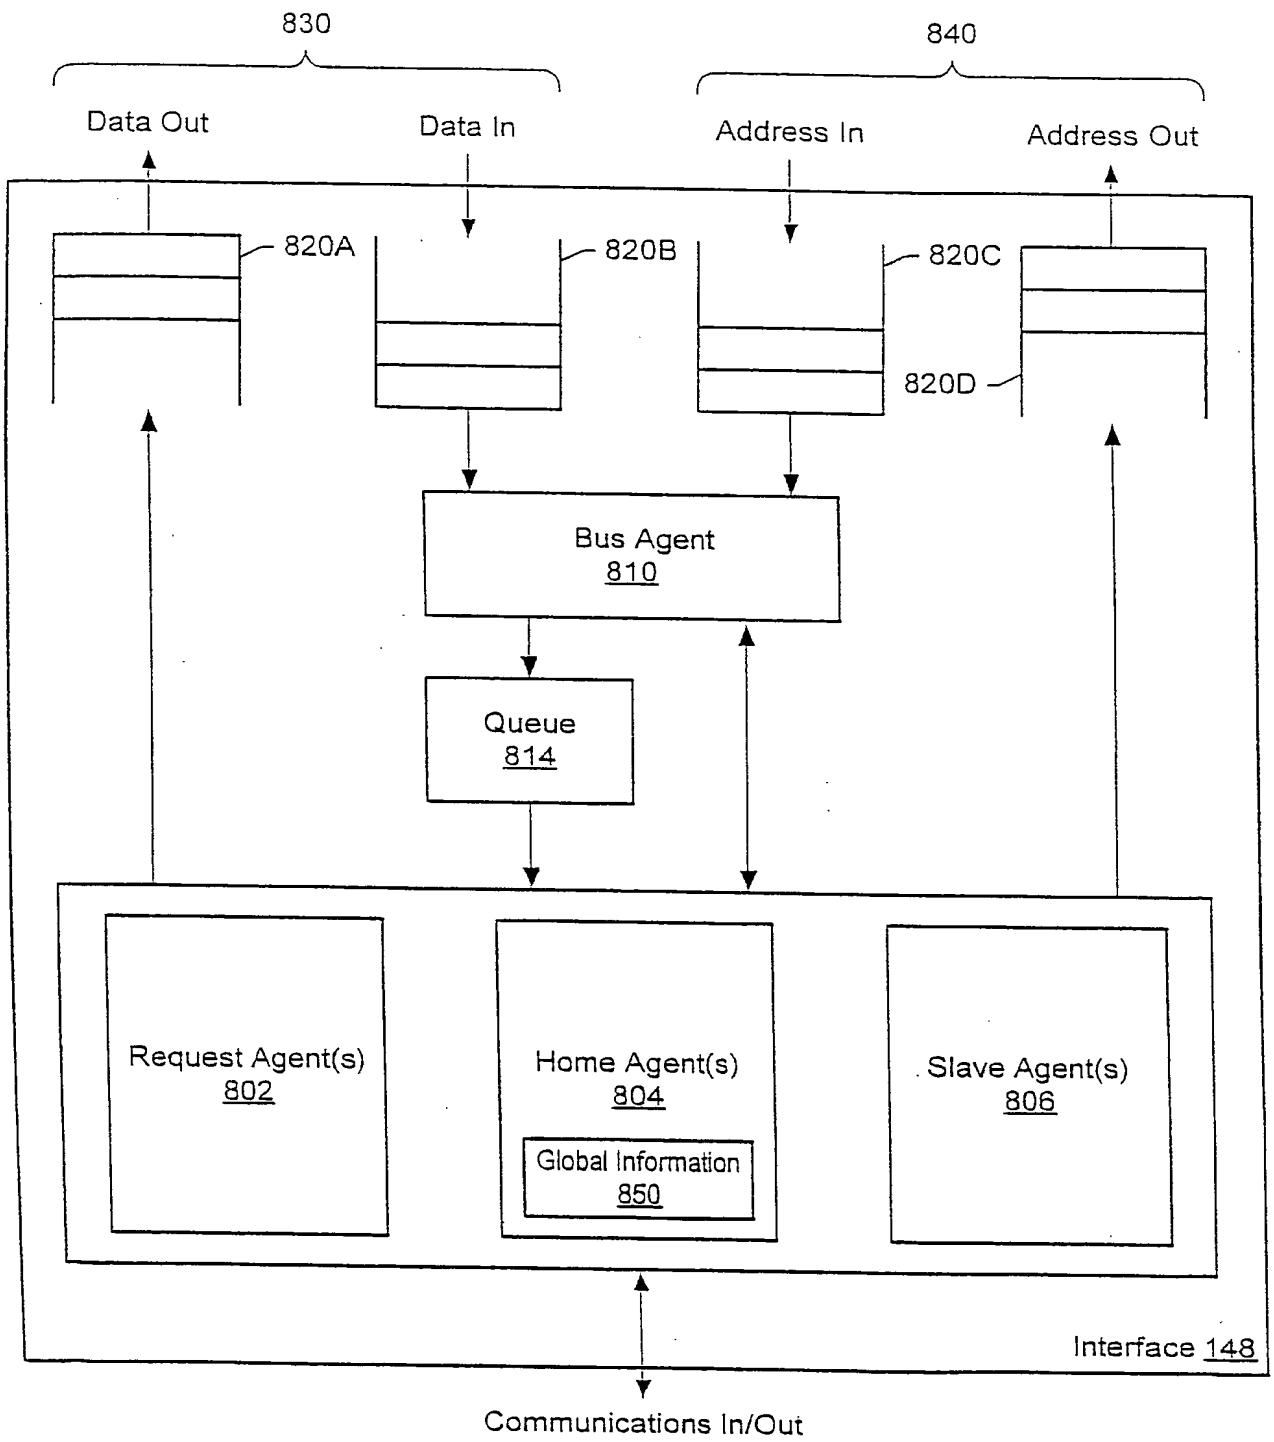 830
840
Data Out
Data In
Address In
Address Out
820A
820B
820C
820D
Bus Agent
810
Queue
814
Request Agent(s)
802
Home Agent(s)
804
Slave Agent(s)
806
Global Information
850
Interface 148
Communications In/Out